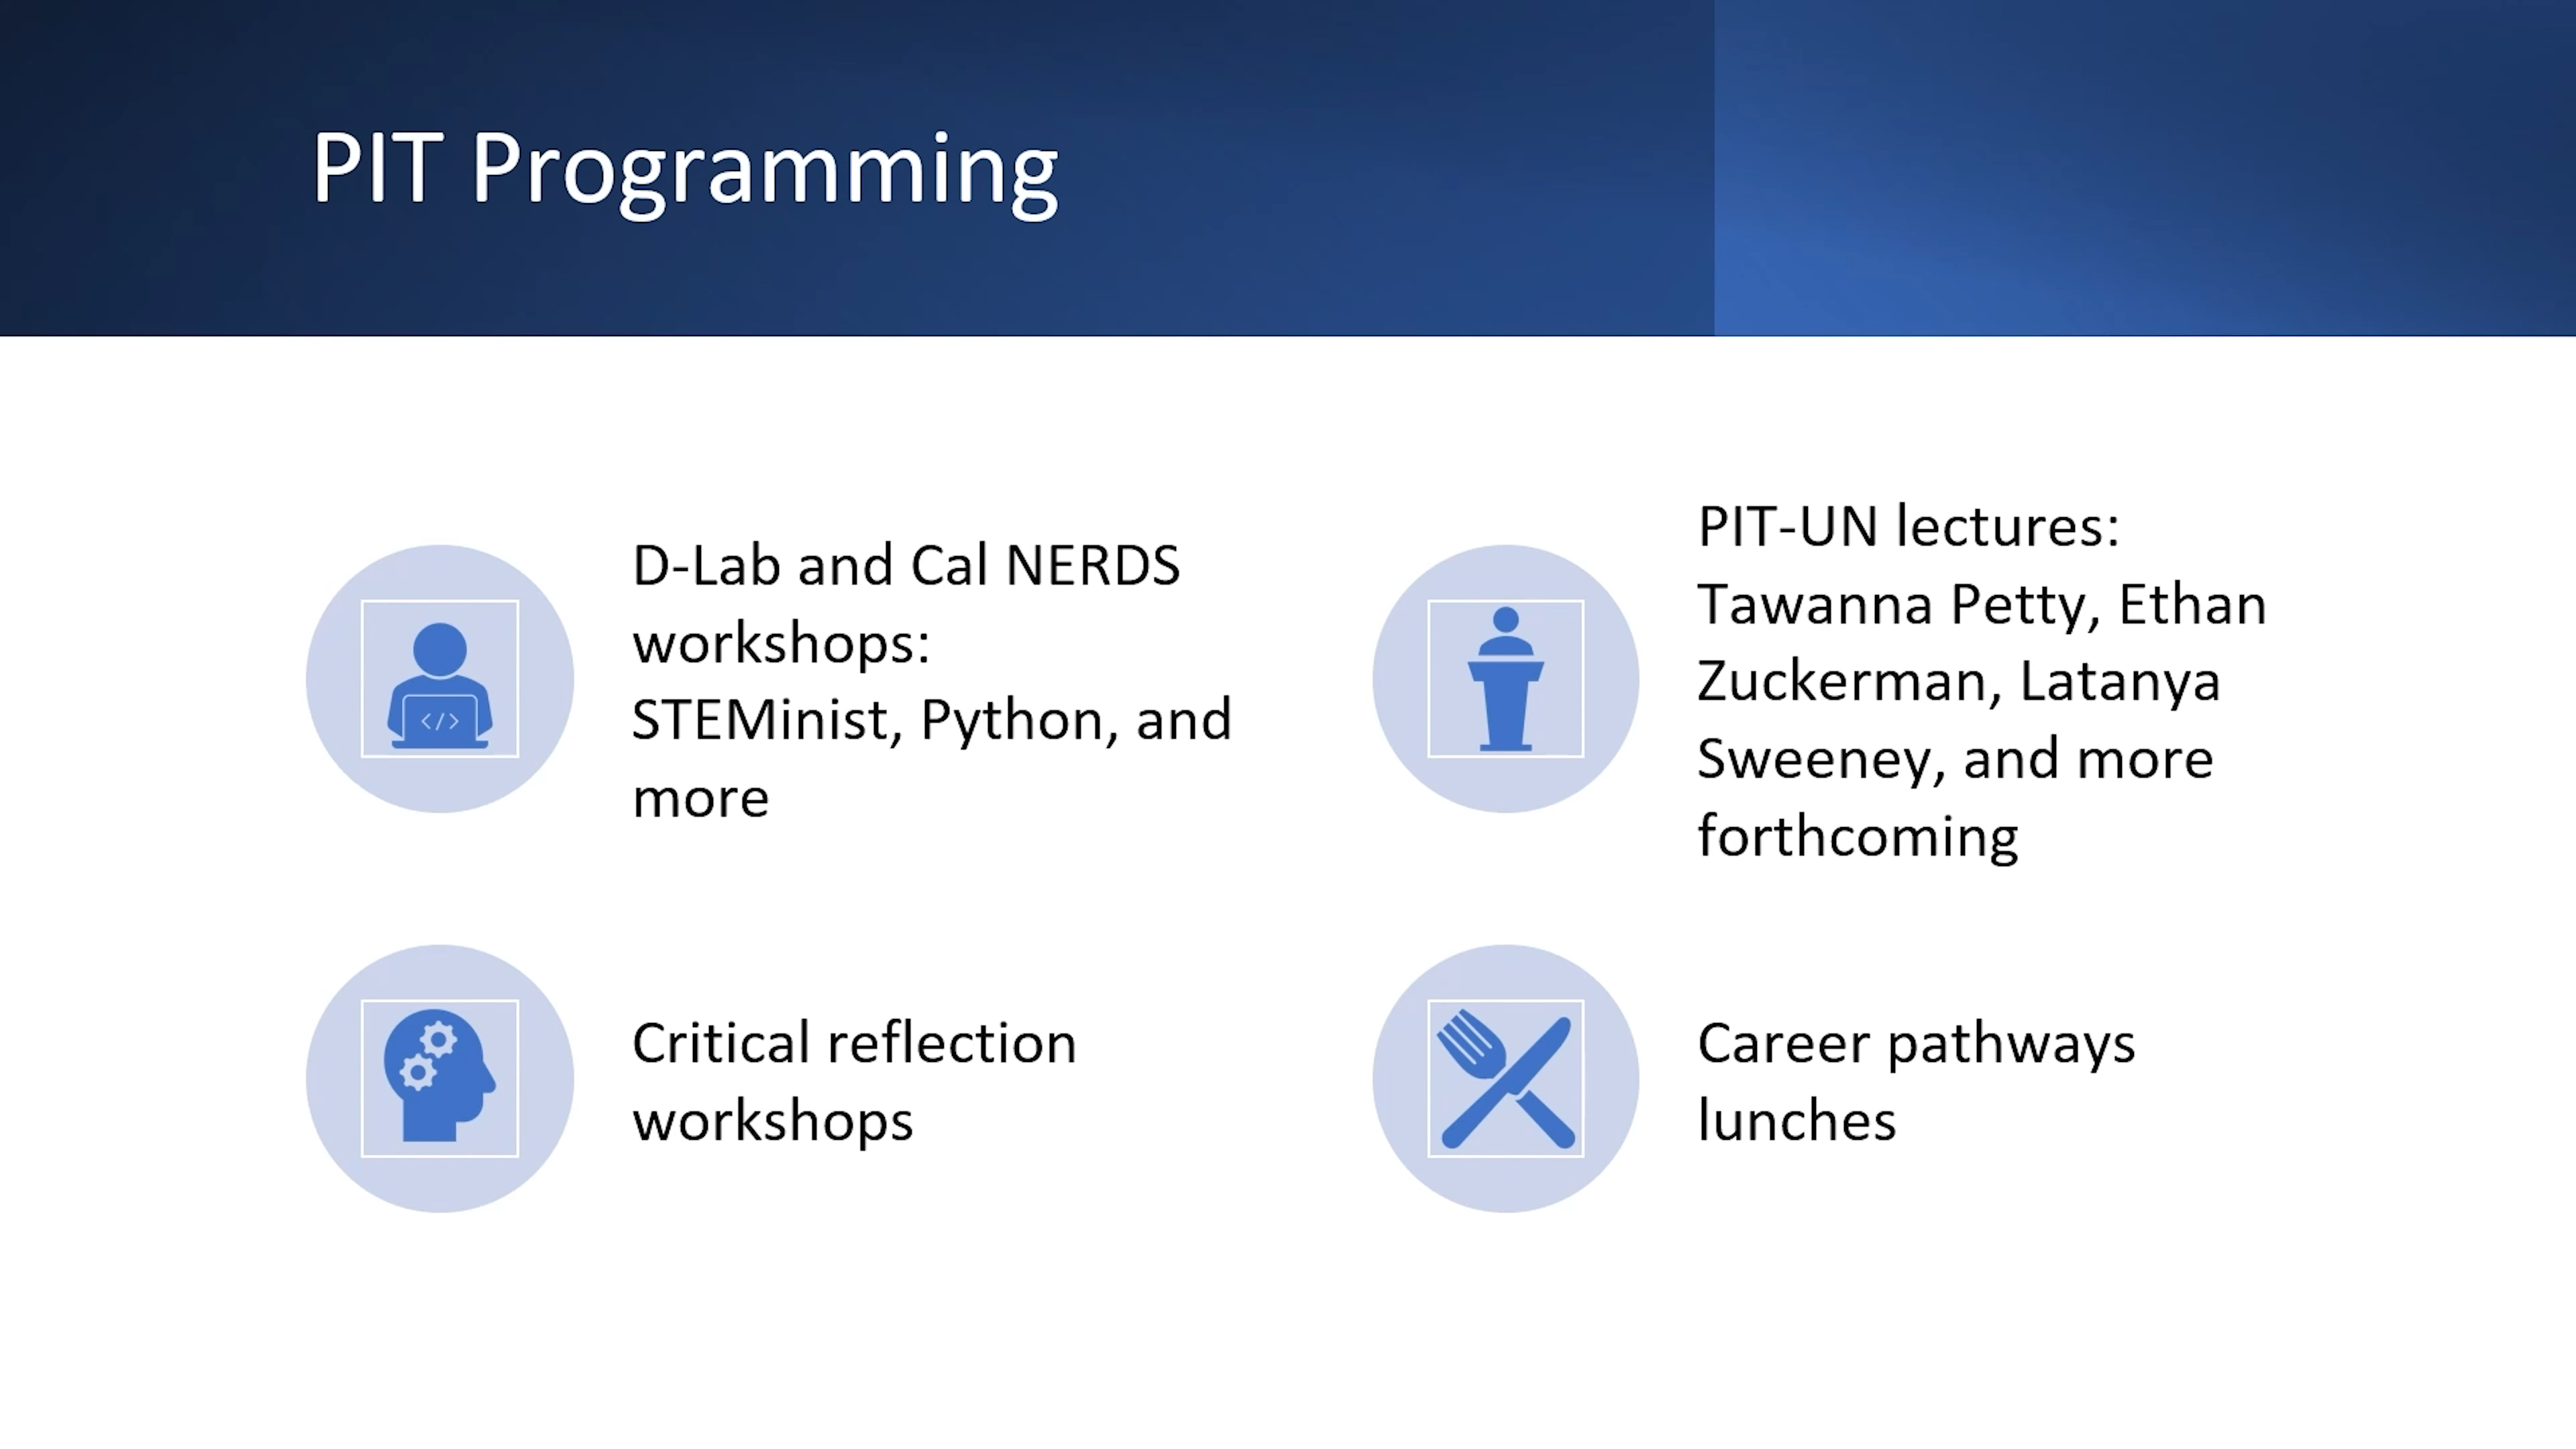 PIT Programming
D-Lab and Cal NERDS
workshops:
STEMinist, Python, and
more
PIT-UN lectures:
Tawanna Petty, Ethan
Zuckerman, Latanya
Sweeney, and more
forthcoming
Critical reflection
workshops
Career pathways
lunches